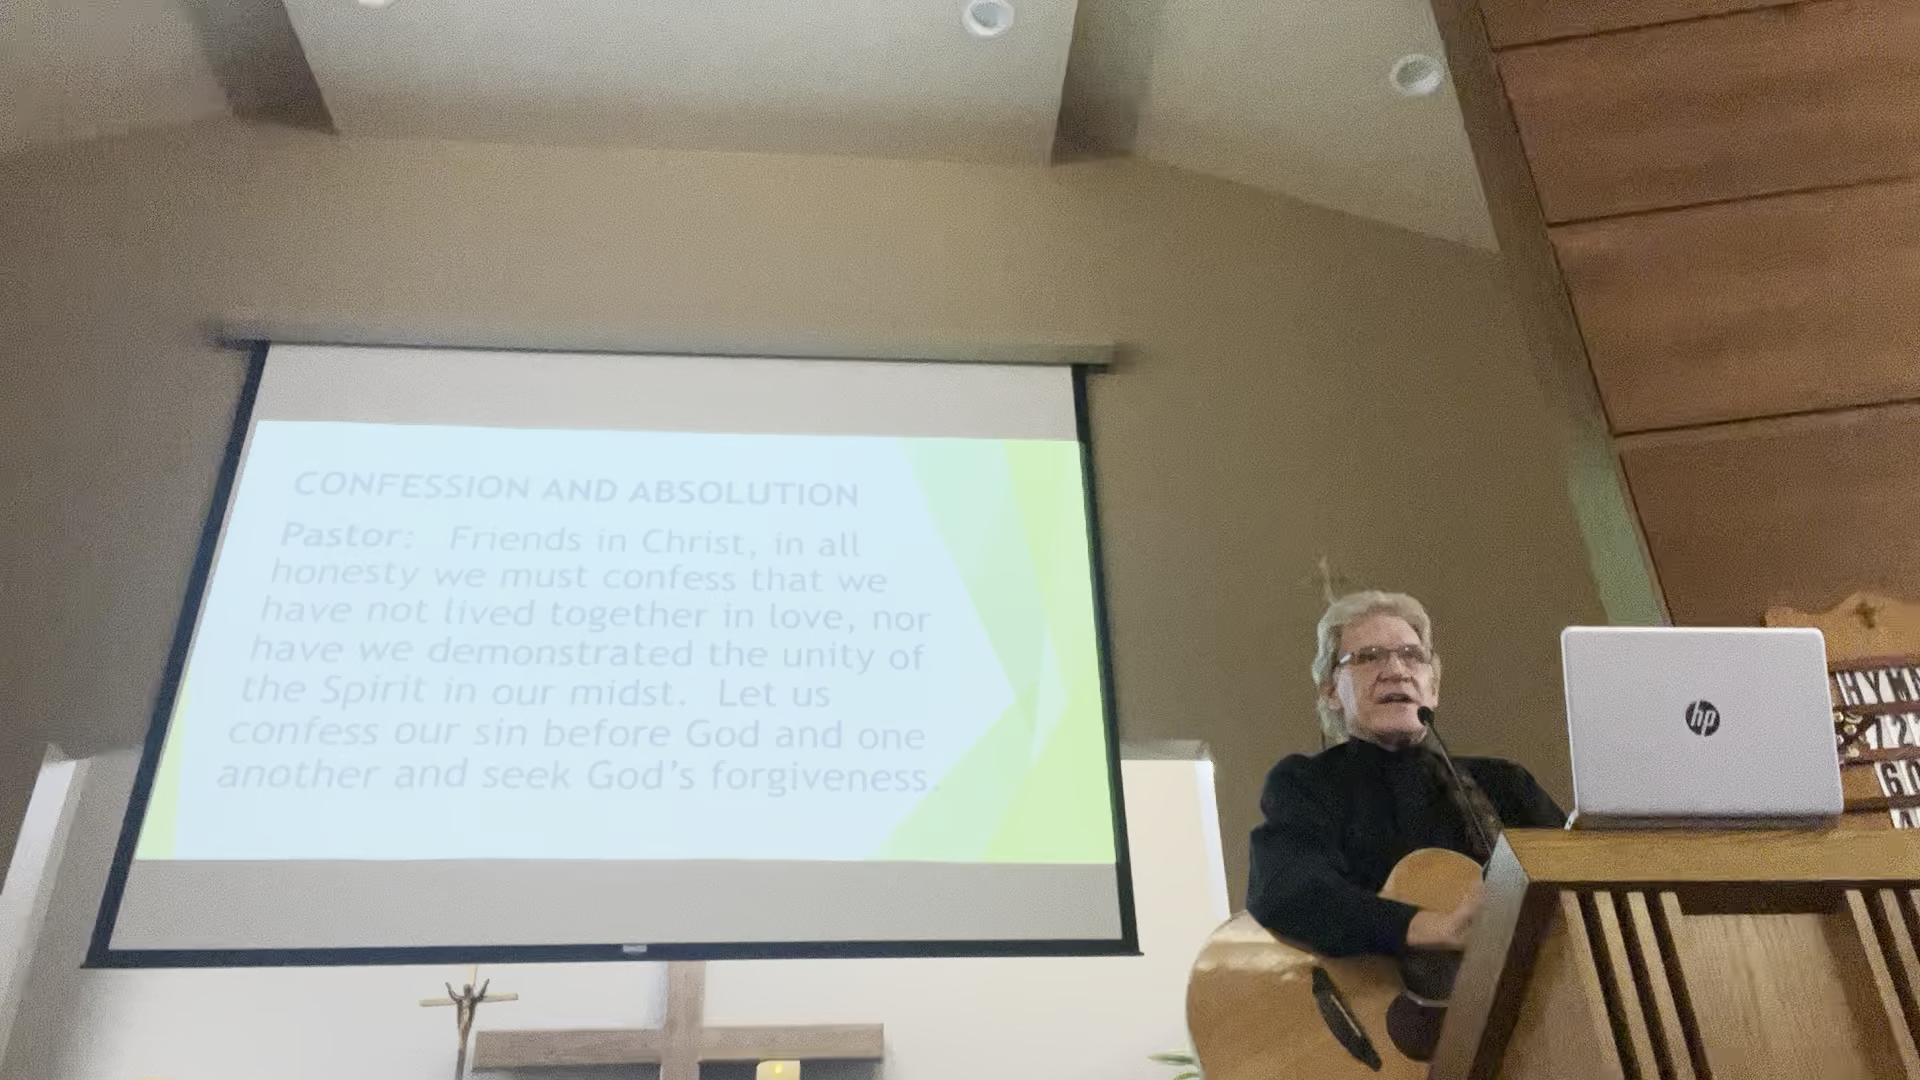 CONFESSION AND ABSOLUTION
Pastor: Friends in Christ, in all
honesty we must confess that we
have not lived together in love, nor
have we demonstrated the unity of
the Spirit in our midst. Let us
confess our sin before God and one
another and seek God's forgiveness.
hp
HYMN